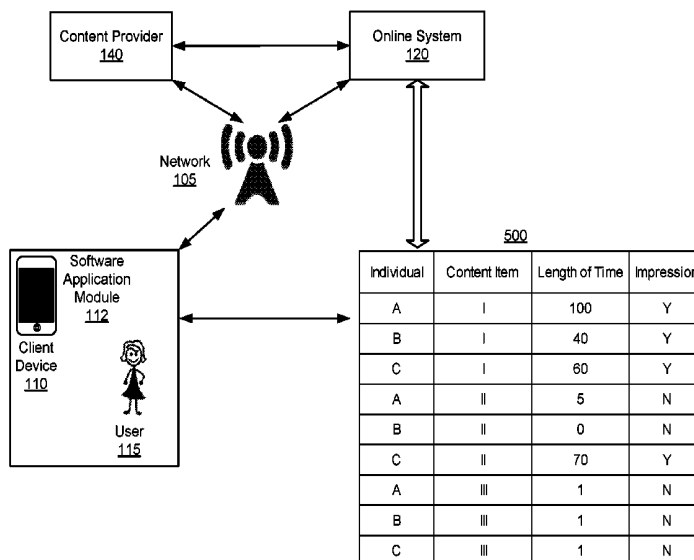 Content Provider
140
Online System
120
Network
105
Software
Application
Module
112
Client
Device
110
User
115
500
Individual Content Item Length of Time Impression
A I 100 Y
B I 40 Y
C I 60 Y
A II 5 N
B II 0 N
C II 70 Y
A III 1 N
B III 1 N
C III 1 N